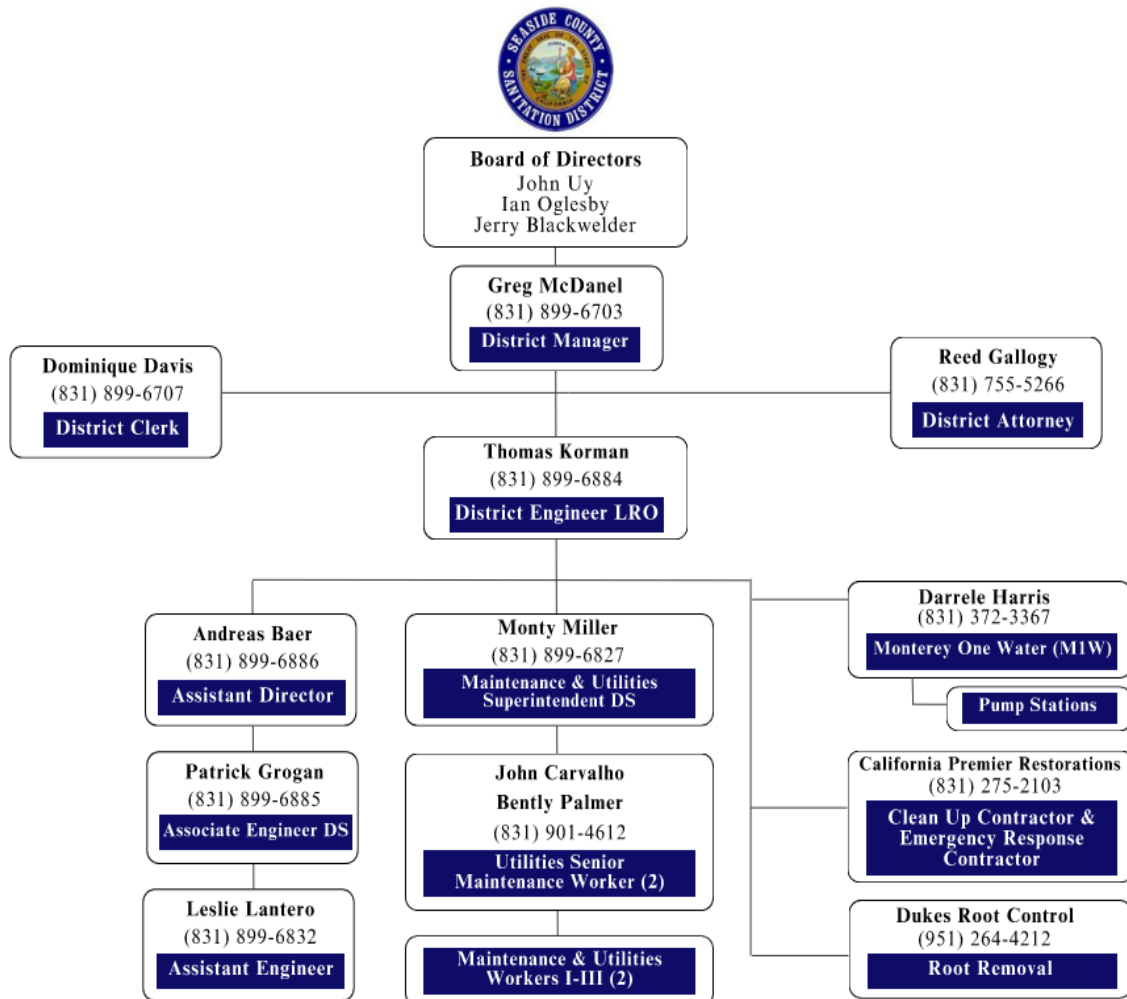 SEASIDE COUNTY
SANITATION DISTRICT
Board of Directors
John Uy
Ian Oglesby
Jerry Blackwelder
Greg McDanel
(831) 899-6703
District Manager
Dominique Davis
(831) 899-6707
District Clerk
Reed Gallogy
(831) 755-5266
District Attorney
Thomas Korman
(831) 899-6884
District Engineer LRO
Andreas Baer
(831) 899-6886
Assistant Director
Patrick Grogan
(831) 899-6885
Associate Engineer DS
Leslie Lantero
(831) 899-6832
Assistant Engineer
Monty Miller
(831) 899-6827
Maintenance & Utilities
Superintendent DS
John Carvalho
Bently Palmer
(831) 901-4612
Utilities Senior
Maintenance Worker (2)
Maintenance & Utilities
Workers I-III (2)
Darrele Harris
(831) 372-3367
Monterey One Water (M1W)
Pump Stations
California Premier Restorations
(831) 275-2103
Clean Up Contractor &
Emergency Response
Contractor
Dukes Root Control
(951) 264-4212
Root Removal